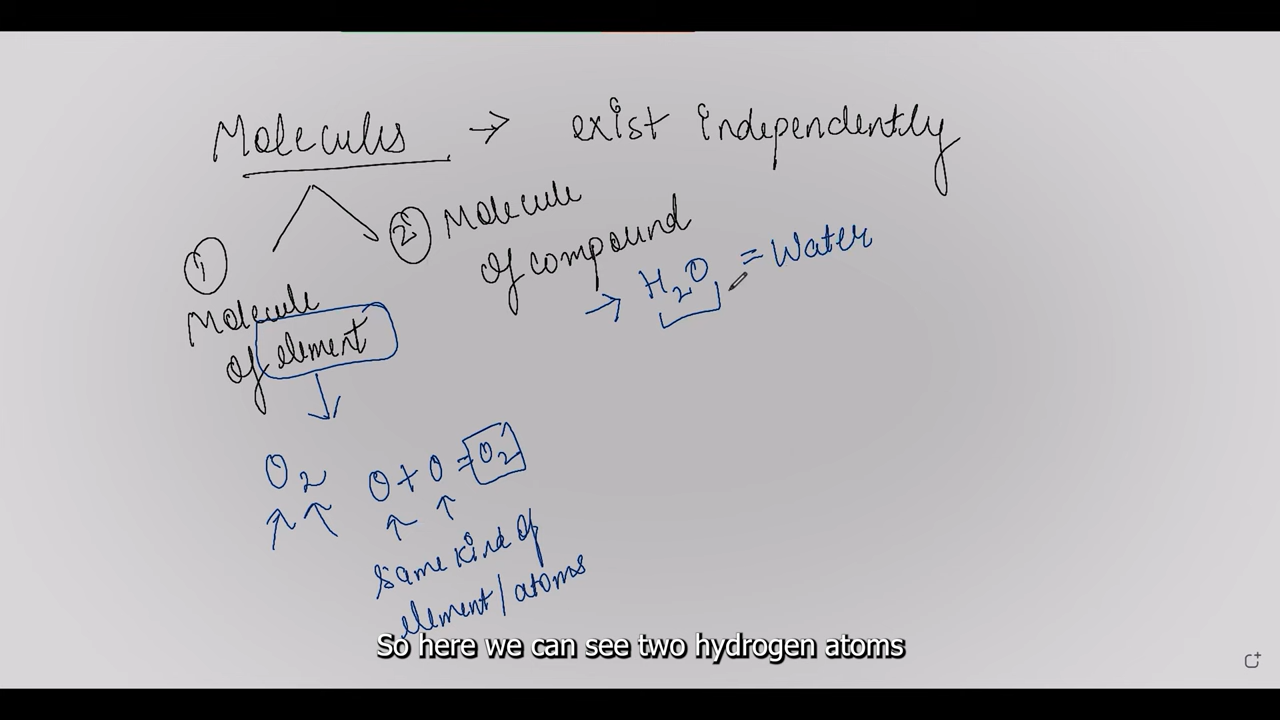 Molecules → exist independently
① Molecule
of element
② Molecule
of compound
→ H₂O = Water
O₂ O + O = O₂
same kind of
element / atoms
So here we can see two hydrogen atoms